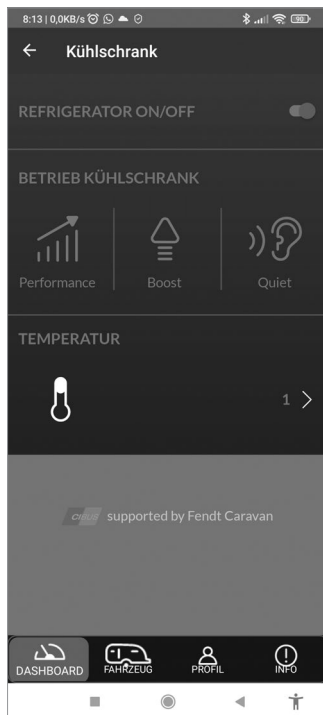 8:13 | 0,0KB/s
90
Kühlschrank
REFRIGERATOR ON/OFF
BETRIEB KÜHLSCHRANK
Performance Boost Quiet
TEMPERATUR
1
CIBUS supported by Fendt Caravan
DASHBOARD FAHRZEUG PROFIL INFO